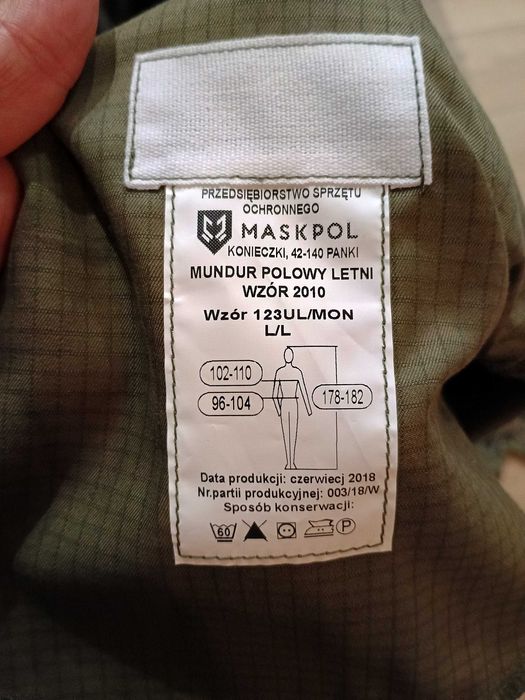 PRZEDSIĘBIORSTWO SPRZĘTU
OCHRONNEGO
MASKPOL
KONIECZKI, 42-140 PANKI
MUNDUR POLOWY LETNI
WZÓR 2010
Wzór 123UL/MON
L/L
102-110
96-104
178-182
Data produkcji: czerwiecj 2018
Nr.partii produkcyjnej: 003/18/W
Sposób konserwacji:
60 P